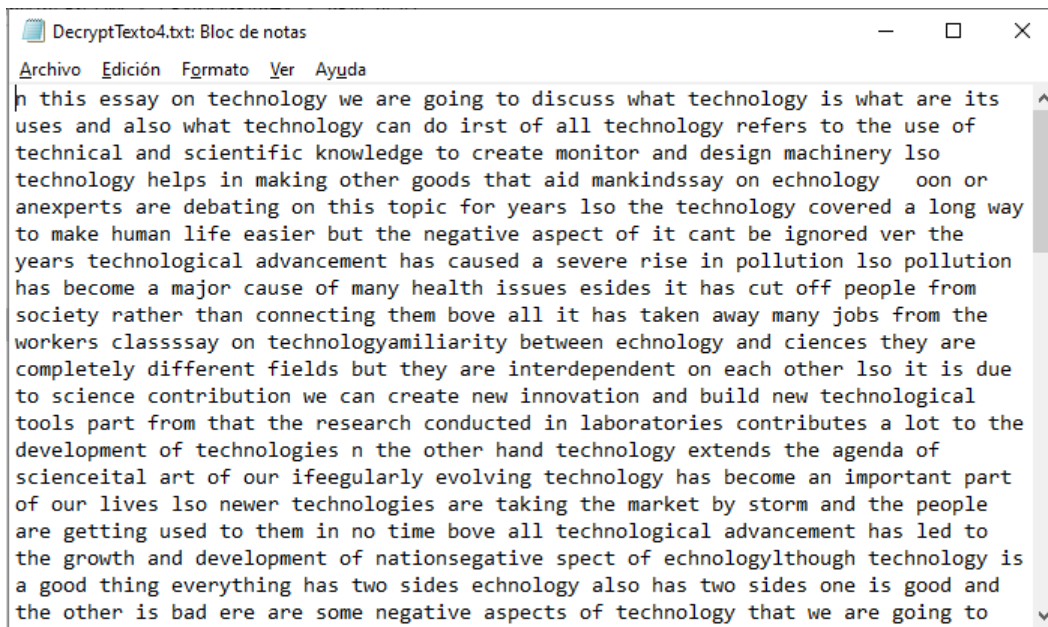 DecryptTexto4.txt: Bloc de notas
Archivo Edición Formato Ver Ayuda
n this essay on technology we are going to discuss what technology is what are its
uses and also what technology can do irst of all technology refers to the use of
technical and scientific knowledge to create monitor and design machinery lso
technology helps in making other goods that aid mankindssay on echnology   oon or
anexperts are debating on this topic for years lso the technology covered a long way
to make human life easier but the negative aspect of it cant be ignored ver the
years technological advancement has caused a severe rise in pollution lso pollution
has become a major cause of many health issues esides it has cut off people from
society rather than connecting them bove all it has taken away many jobs from the
workers classssay on technologyamiliarity between echnology and ciences they are
completely different fields but they are interdependent on each other lso it is due
to science contribution we can create new innovation and build new technological
tools part from that the research conducted in laboratories contributes a lot to the
development of technologies n the other hand technology extends the agenda of
scienceital art of our ifeegularly evolving technology has become an important part
of our lives lso newer technologies are taking the market by storm and the people
are getting used to them in no time bove all technological advancement has led to
the growth and development of nationsegative spect of echnologylthough technology is
a good thing everything has two sides echnology also has two sides one is good and
the other is bad ere are some negative aspects of technology that we are going to